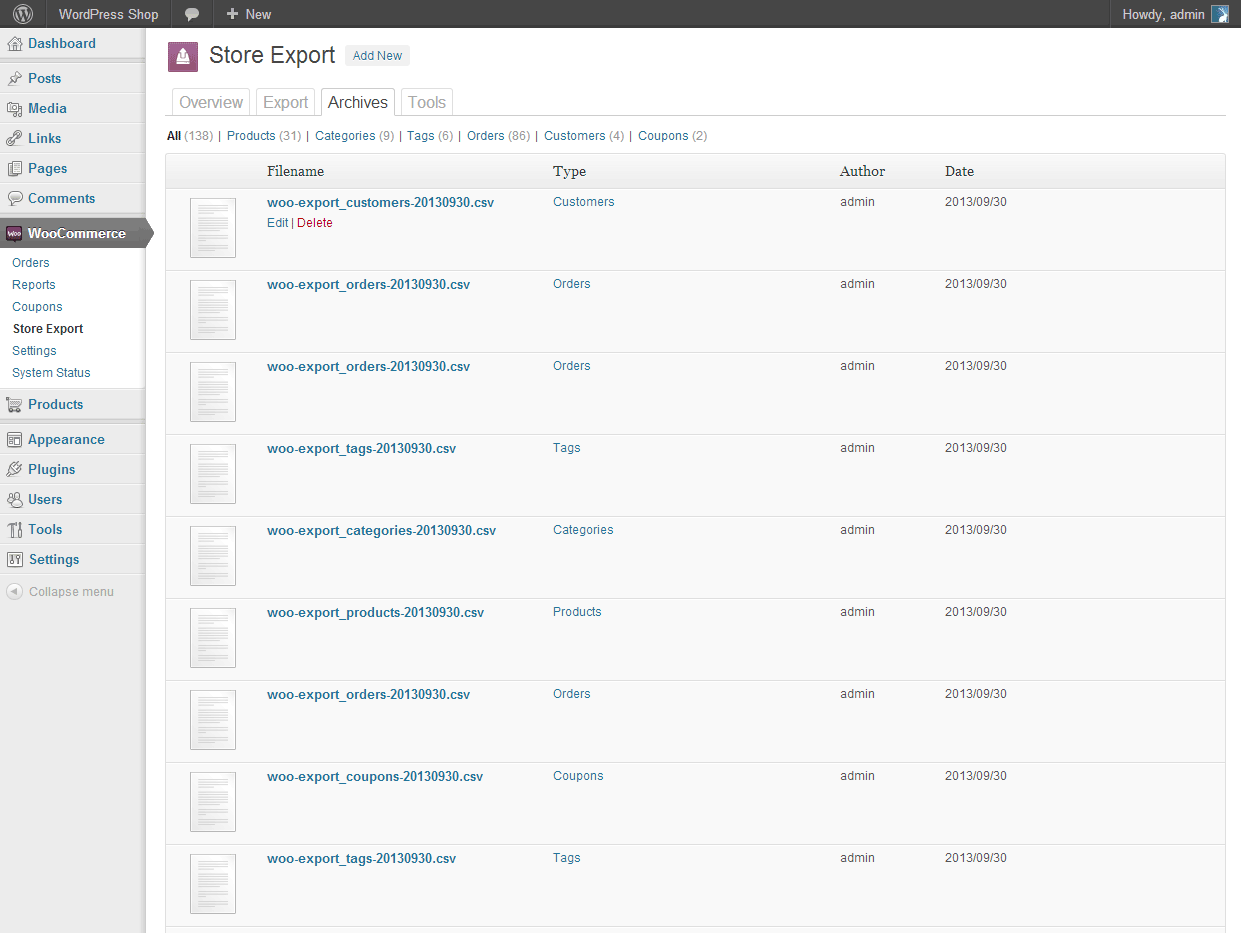 WordPress Shop + New Howdy, admin
Dashboard
Posts
Media
Links
Pages
Comments
Woo WooCommerce
Orders
Reports
Coupons
Store Export
Settings
System Status
Products
Appearance
Plugins
Users
Tools
Settings
Collapse menu
Store Export Add New
Overview Export Archives Tools
All (138) | Products (31) | Categories (9) | Tags (6) | Orders (86) | Customers (4) | Coupons (2)
Filename Type Author Date
woo-export_customers-20130930.csv Customers admin 2013/09/30
Edit | Delete
woo-export_orders-20130930.csv Orders admin 2013/09/30
woo-export_orders-20130930.csv Orders admin 2013/09/30
woo-export_tags-20130930.csv Tags admin 2013/09/30
woo-export_categories-20130930.csv Categories admin 2013/09/30
woo-export_products-20130930.csv Products admin 2013/09/30
woo-export_orders-20130930.csv Orders admin 2013/09/30
woo-export_coupons-20130930.csv Coupons admin 2013/09/30
woo-export_tags-20130930.csv Tags admin 2013/09/30